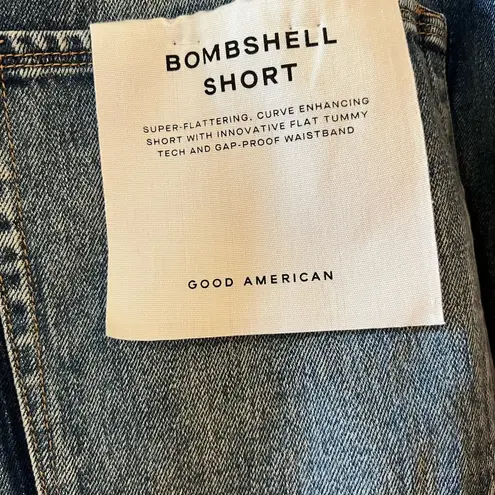 BOMBSHELL
SHORT
SUPER-FLATTERING, CURVE ENHANCING
SHORT WITH INNOVATIVE FLAT TUMMY
TECH AND GAP-PROOF WAISTBAND
GOOD AMERICAN